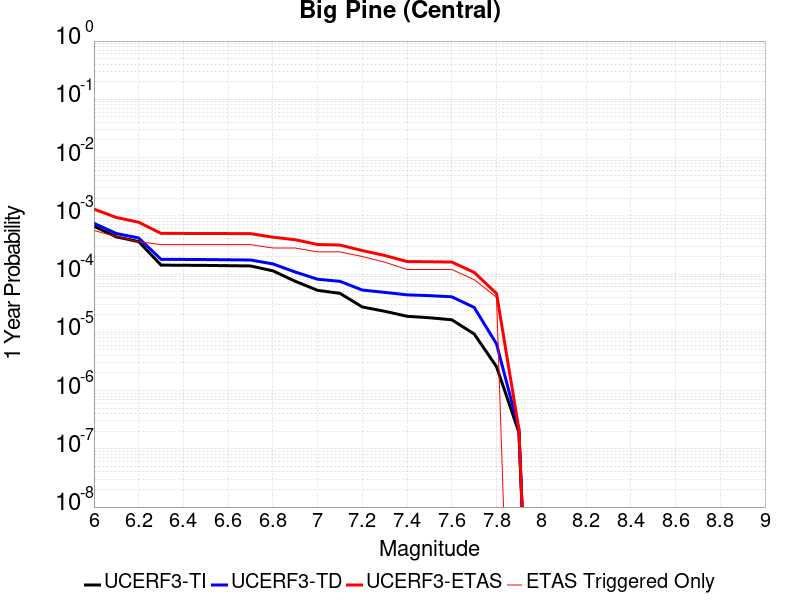 Big Pine (Central)
10^0
10^-1
10^-2
10^-3
10^-4
10^-5
10^-6
10^-7
10^-8
1 Year Probability
6 6.2 6.4 6.6 6.8 7 7.2 7.4 7.6 7.8 8 8.2 8.4 8.6 8.8 9
Magnitude
UCERF3-TI UCERF3-TD UCERF3-ETAS ETAS Triggered Only